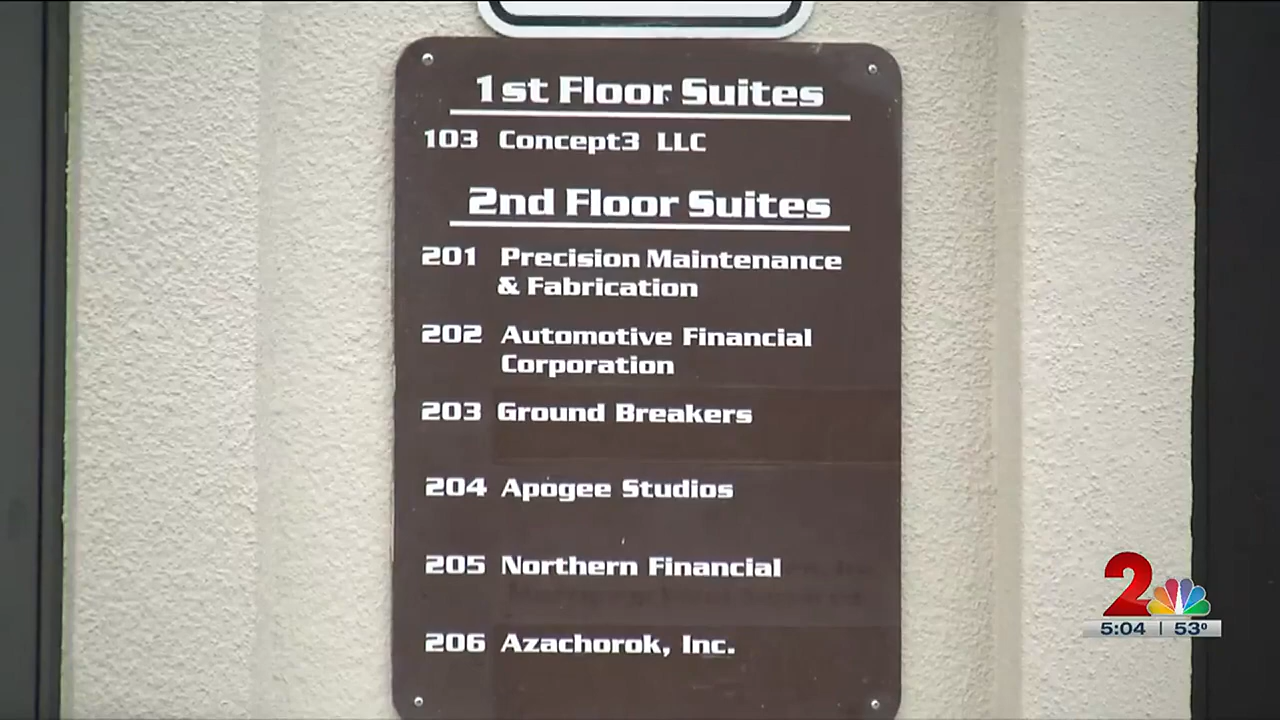 1st Floor Suites
103 Concept3 LLC
2nd Floor Suites
201 Precision Maintenance
& Fabrication
202 Automotive Financial
Corporation
203 Ground Breakers
204 Apogee Studios
205 Northern Financial
206 Azachorok, Inc.
2
5:04 | 53°